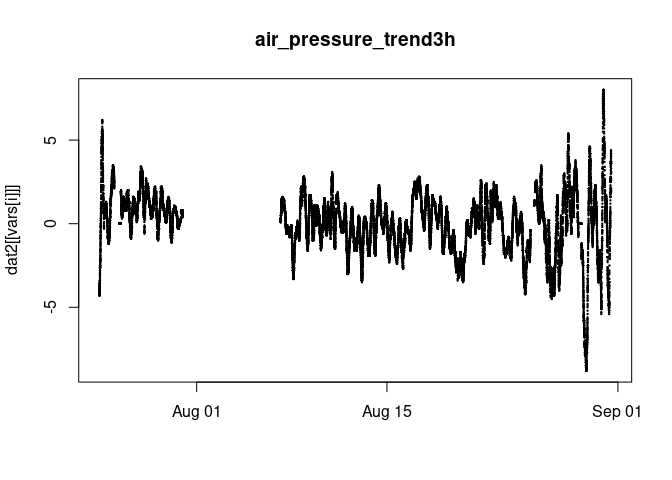 air_pressure_trend3h
dat2[[vars[i]]]
5
0
-5
Aug 01
Aug 15
Sep 01